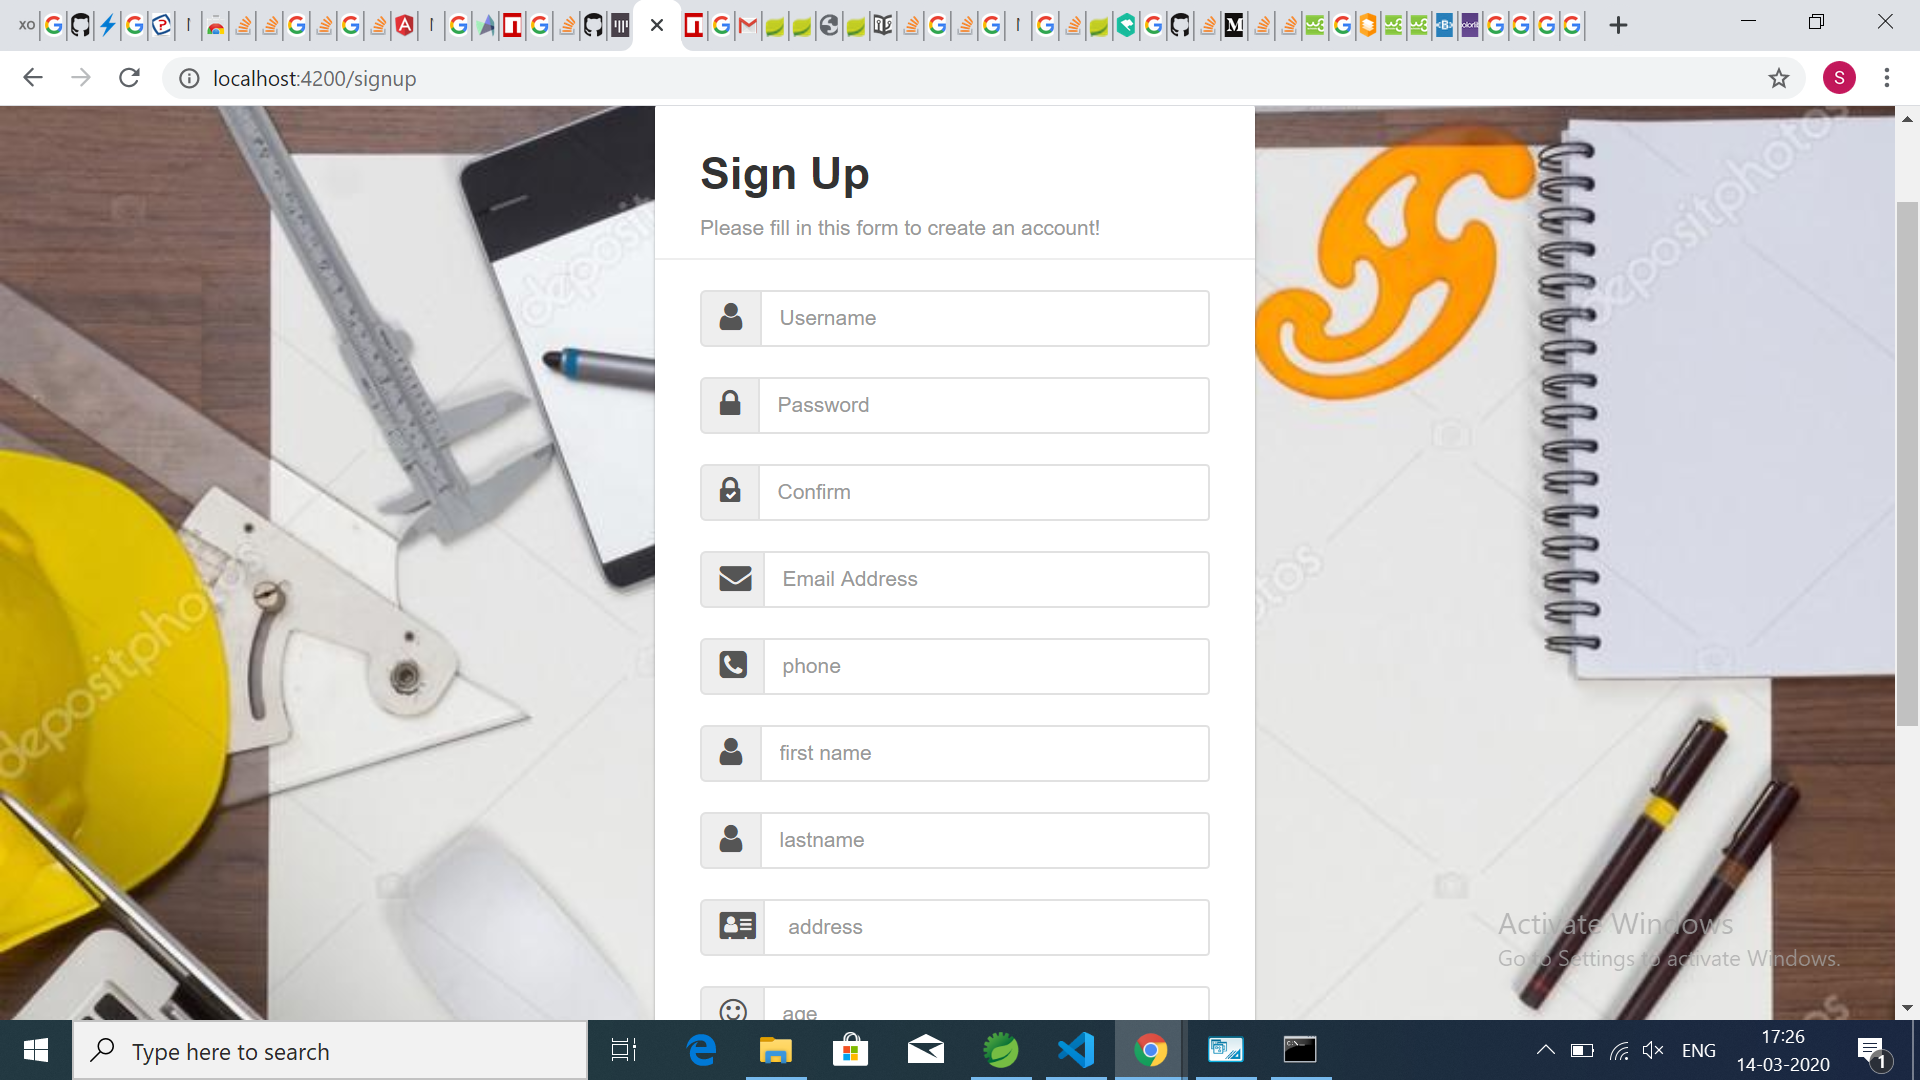 localhost:4200/signup
S
Sign Up
Please fill in this form to create an account!
Username
Password
Confirm
Email Address
phone
first name
lastname
address
age
depositphotos
depositphotos
depositphotos
Activate Windows
Go to Settings to activate Windows.
Type here to search
ENG
17:26
14-03-2020
1